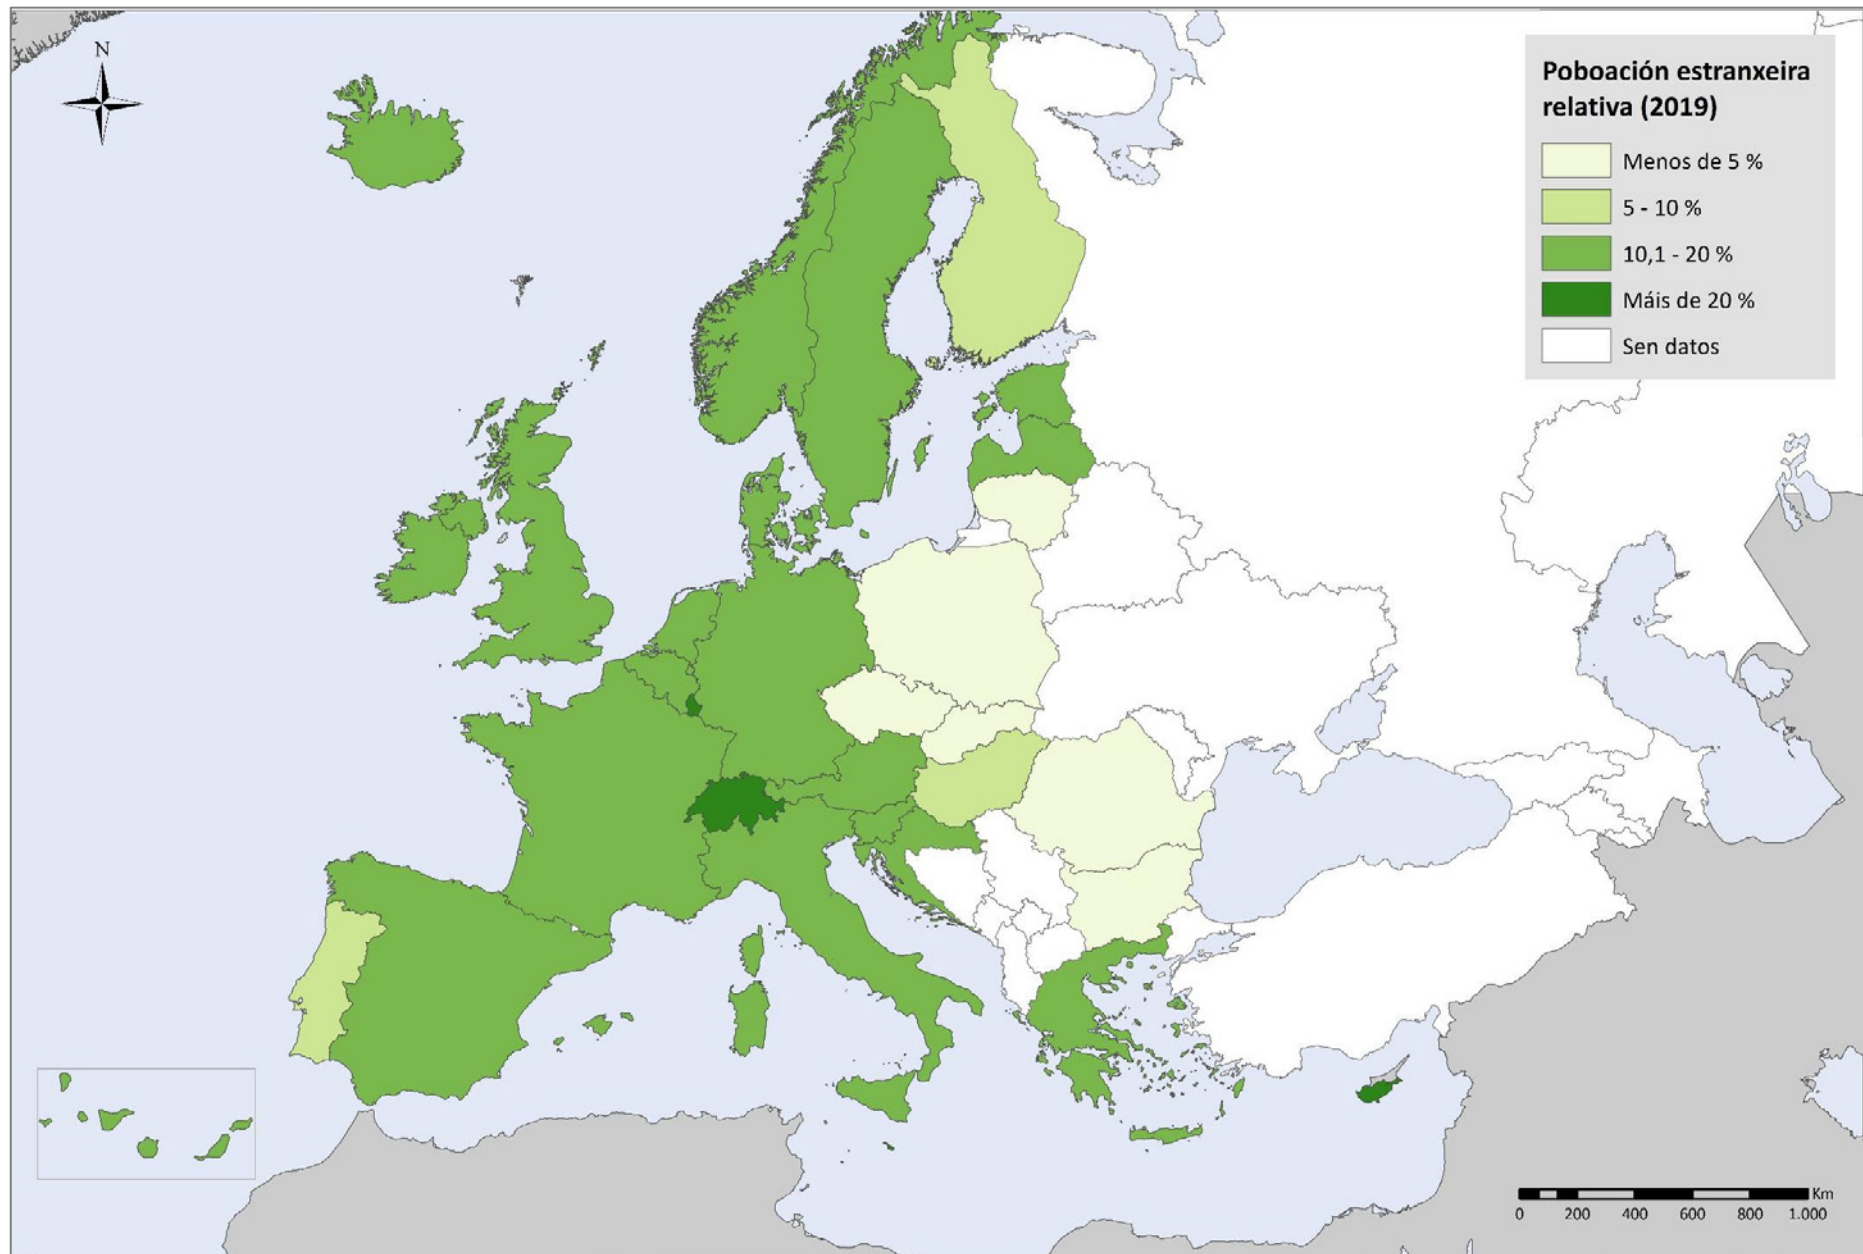 N
Poboación estranxeira
relativa (2019)
Menos de 5 %
5 - 10 %
10,1 - 20 %
Máis de 20 %
Sen datos
Km
0 200 400 600 800 1.000